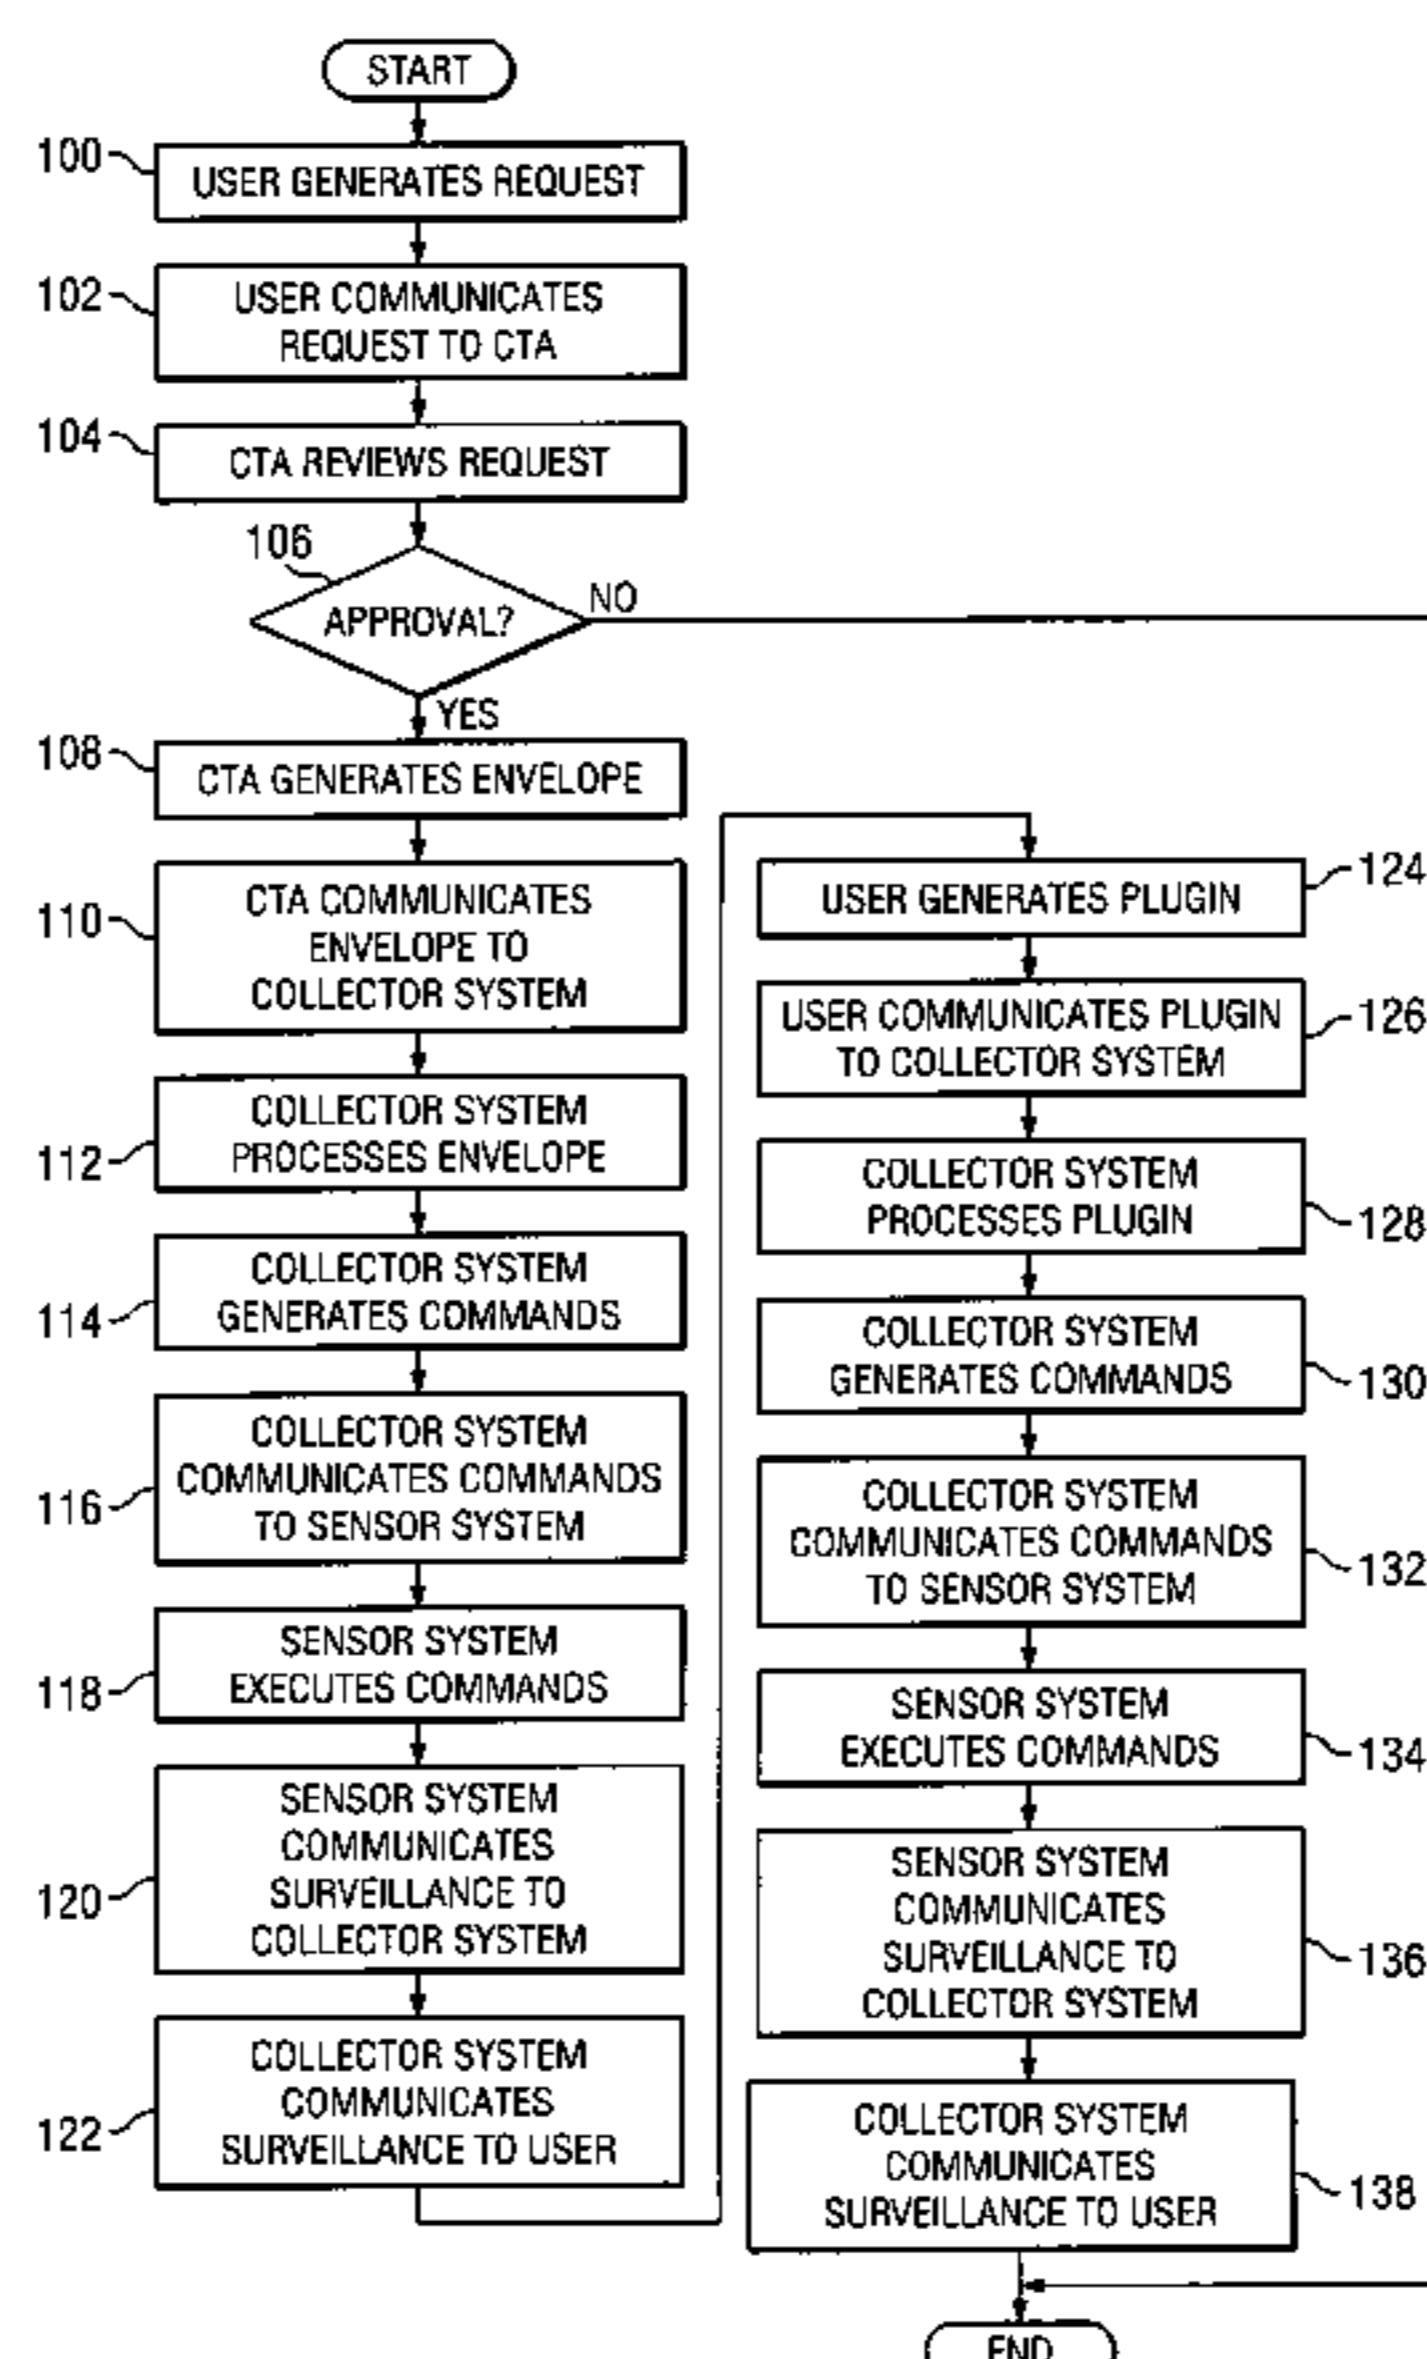 START
100
USER GENERATES REQUEST
102
USER COMMUNICATES
REQUEST TO CTA
104
CTA REVIEWS REQUEST
106
APPROVAL?
NO
YES
108
CTA GENERATES ENVELOPE
110
CTA COMMUNICATES
ENVELOPE TO
COLLECTOR SYSTEM
112
COLLECTOR SYSTEM
PROCESSES ENVELOPE
114
COLLECTOR SYSTEM
GENERATES COMMANDS
116
COLLECTOR SYSTEM
COMMUNICATES COMMANDS
TO SENSOR SYSTEM
118
SENSOR SYSTEM
EXECUTES COMMANDS
120
SENSOR SYSTEM
COMMUNICATES
SURVEILLANCE TO
COLLECTOR SYSTEM
122
COLLECTOR SYSTEM
COMMUNICATES
SURVEILLANCE TO USER
124
USER GENERATES PLUGIN
126
USER COMMUNICATES PLUGIN
TO COLLECTOR SYSTEM
128
COLLECTOR SYSTEM
PROCESSES PLUGIN
130
COLLECTOR SYSTEM
GENERATES COMMANDS
132
COLLECTOR SYSTEM
COMMUNICATES COMMANDS
TO SENSOR SYSTEM
134
SENSOR SYSTEM
EXECUTES COMMANDS
136
SENSOR SYSTEM
COMMUNICATES
SURVEILLANCE TO
COLLECTOR SYSTEM
138
COLLECTOR SYSTEM
COMMUNICATES
SURVEILLANCE TO USER
END